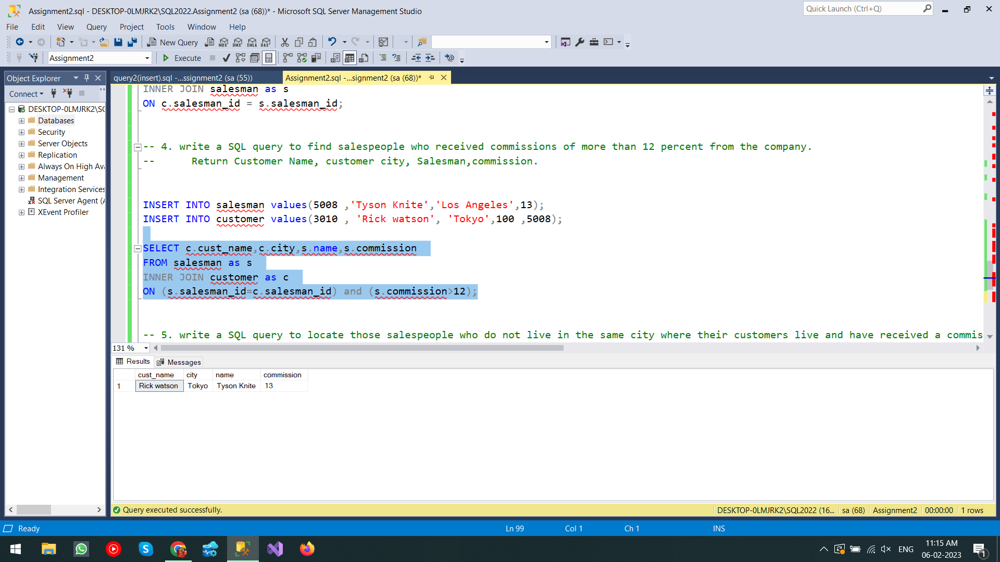 Assignment2.sql - DESKTOP-0LMJRK2\SQL2022.Assignment2 (sa (68))* - Microsoft SQL Server Management Studio
Quick Launch (Ctrl+Q)
File Edit View Query Project Tools Window Help
New Query MDX DMX XMLA DAX
Assignment2 Execute
Object Explorer
query2(insert).sql -...ssignment2 (sa (55))
Assignment2.sql -...signment2 (sa (68))*
Connect
DESKTOP-0LMJRK2\SC
Databases
Security
Server Objects
Replication
Always On High Ava
Management
Integration Services
SQL Server Agent (A
XEvent Profiler
INNER JOIN salesman as s
ON c.salesman_id = s.salesman_id;
-- 4. write a SQL query to find salespeople who received commissions of more than 12 percent from the company.
-- Return Customer Name, customer city, Salesman,commission.
INSERT INTO salesman values(5008 ,'Tyson Knite','Los Angeles',13);
INSERT INTO customer values(3010 , 'Rick watson', 'Tokyo',100 ,5008);
SELECT c.cust_name,c.city,s.name,s.commission
FROM salesman as s
INNER JOIN customer as c
ON (s.salesman_id=c.salesman_id) and (s.commission>12);
-- 5. write a SQL query to locate those salespeople who do not live in the same city where their customers live and have received a commis
131 %
Results Messages
cust_name city name commission
1 Rick watson Tokyo Tyson Knite 13
Query executed successfully.
DESKTOP-0LMJRK2\SQL2022 (16... sa (68) Assignment2 00:00:00 1 rows
Ready Ln 99 Col 1 Ch 1 INS
ENG
11:15 AM
06-02-2023
1